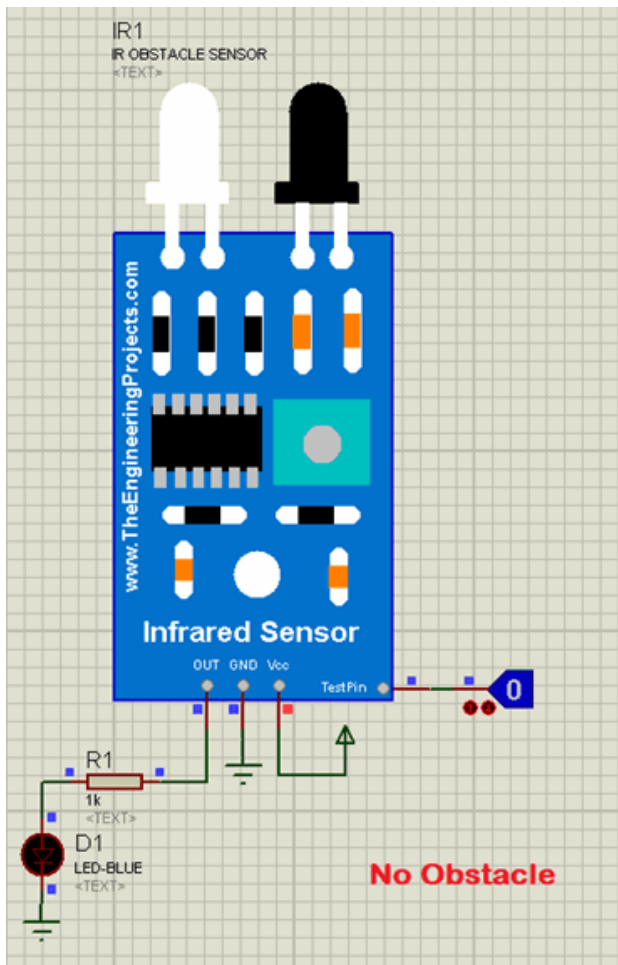 IR1
IR OBSTACLE SENSOR
<TEXT>
www.TheEngineeringProjects.com
Infrared Sensor
OUT GND Vcc
TestPin
0
R1
1k
<TEXT>
D1
LED-BLUE
<TEXT>
No Obstacle